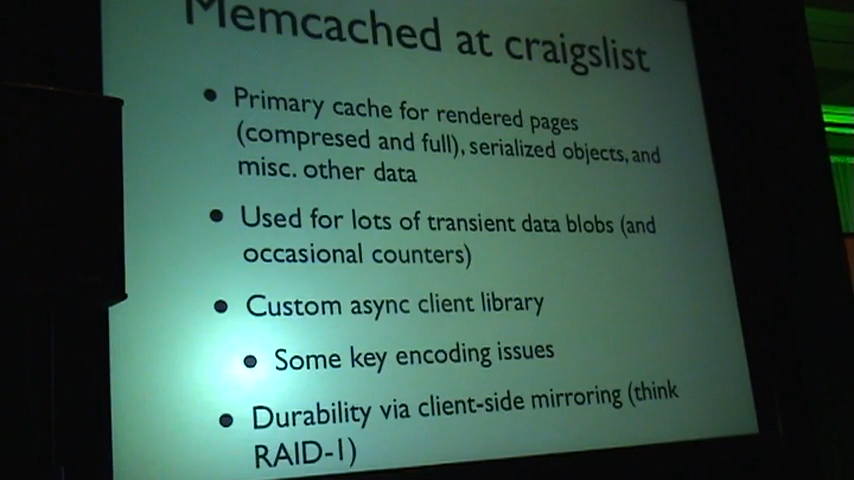 Memcached at craigslist
• Primary cache for rendered pages
(compresed and full), serialized objects, and
misc. other data
• Used for lots of transient data blobs (and
occasional counters)
• Custom async client library
• Some key encoding issues
• Durability via client-side mirroring (think
RAID-1)